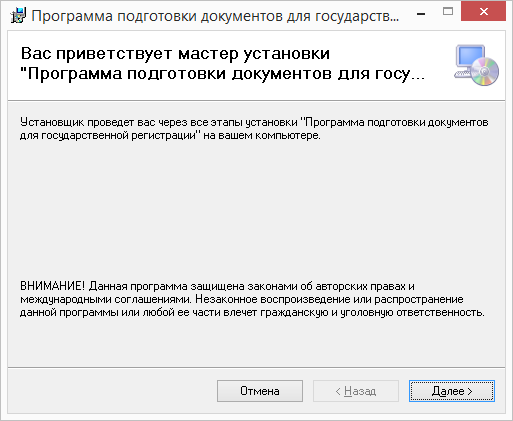 Программа подготовки документов для государств...
Вас приветствует мастер установки
"Программа подготовки документов для госу...
Установщик проведет вас через все этапы установки "Программа подготовки документов
для государственной регистрации" на вашем компьютере.
ВНИМАНИЕ! Данная программа защищена законами об авторских правах и
международными соглашениями. Незаконное воспроизведение или распространение
данной программы или любой ее части влечет гражданскую и уголовную ответственность.
Отмена
< Назад
Далее >